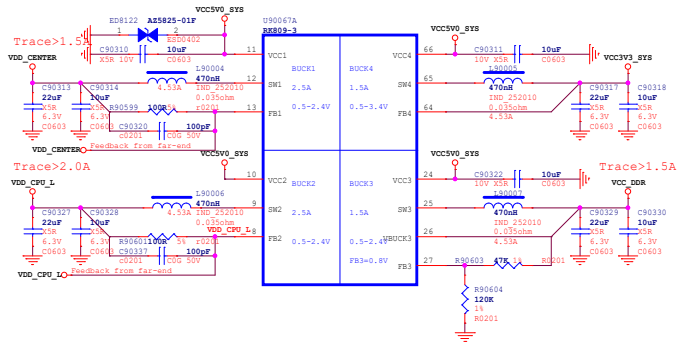 ED8122 AZ5825-01F
VCC5V0_SYS
U90067A
RK809-3
1 2
ESD0402
VCC5V0_SYS
Trace>1.5A
C90310 10uF
X5R 10V C0603
11 VCC1
VCC4 66
C90311 10uF
10V X5R C0603
VCC3V3_SYS
VDD_CENTER
L90004
470nH
4.53A IND_252010
0.035ohm
12 SW1
BUCK1
2.5A
0.5-2.4V
BUCK4
1.5A
0.5-3.4V
SW4 65
L90005
470nH
IND_252010
0.035ohm
4.53A
C90313
22uF
X5R
6.3V
C0603
C90314
10uF
X5R
6.3V
C0603
R90599 100R 5%
r0201
13 FB1
FB4 64
C90317
22uF
X5R
6.3V
C0603
C90318
10uF
X5R
6.3V
C0603
C90320 100pF
c0201 C0G 50V
Feedback from far-end
VDD_CENTER
VCC5V0_SYS
VCC5V0_SYS
Trace>2.0A
10 VCC2
VCC3 24
C90322 10uF
10V X5R C0603
Trace>1.5A
VDD_CPU_L
VCC_DDR
L90006
470nH
4.53A IND_252010
0.035ohm
9 SW2
BUCK2
2.5A
0.5-2.4V
BUCK3
1.5A
0.5-2.4V
FB3=0.8V
SW3 25
L90007
470nH
IND_252010
0.035ohm
4.53A
C90327
22uF
X5R
6.3V
C0603
C90328
10uF
X5R
6.3V
C0603
VDD_CPU_L
R90601 100R 5% r0201
8 FB2
VBUCK3 26
C90329
22uF
X5R
6.3V
C0603
C90330
10uF
X5R
6.3V
C0603
C90337 100pF
c0201 C0G 50V
Feedback from far-end
VDD_CPU_L
FB3 27
R90603 47K 1% R0201
R90604
120K
1%
R0201